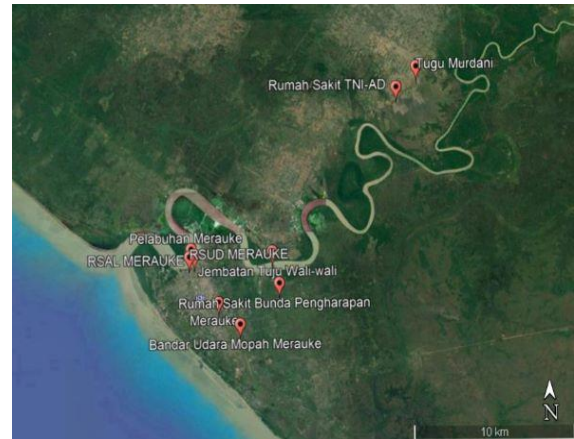 Tugu Murdani
Rumah Sakit TNI-AD
Pelabuhan Merauke
RSAL MERAUKE
RSUD MERAUKE
Jembatan Tuju Wali-wali
Rumah Sakit Bunda Pengharapan
Merauke
Bandar Udara Mopah Merauke
N
10 km